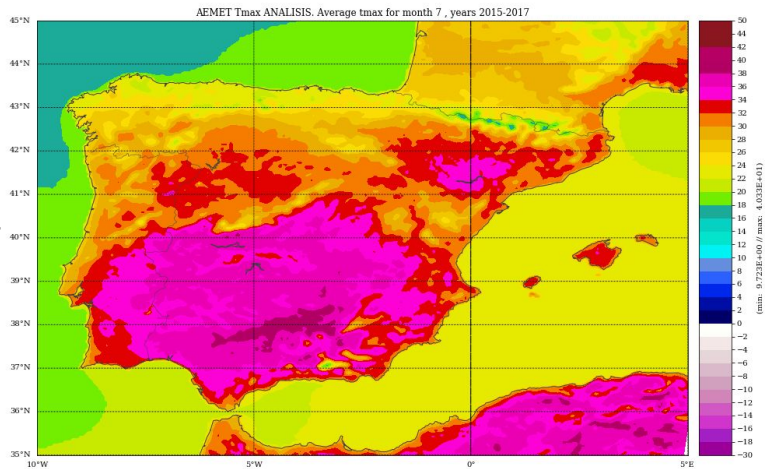 AEMET Tmax ANALISIS. Average tmax for month 7 , years 2015-2017
45°N
44°N
43°N
42°N
41°N
40°N
39°N
38°N
37°N
36°N
35°N
10°W
5°W
0°
5°E
50
44
42
40
38
36
34
32
30
28
26
24
22
20
18
16
14
12
10
8
6
4
2
0
−2
−4
−6
−8
−10
−12
−14
−16
−18
−30
(min: 9.723E+00 // max: 4.033E+01)